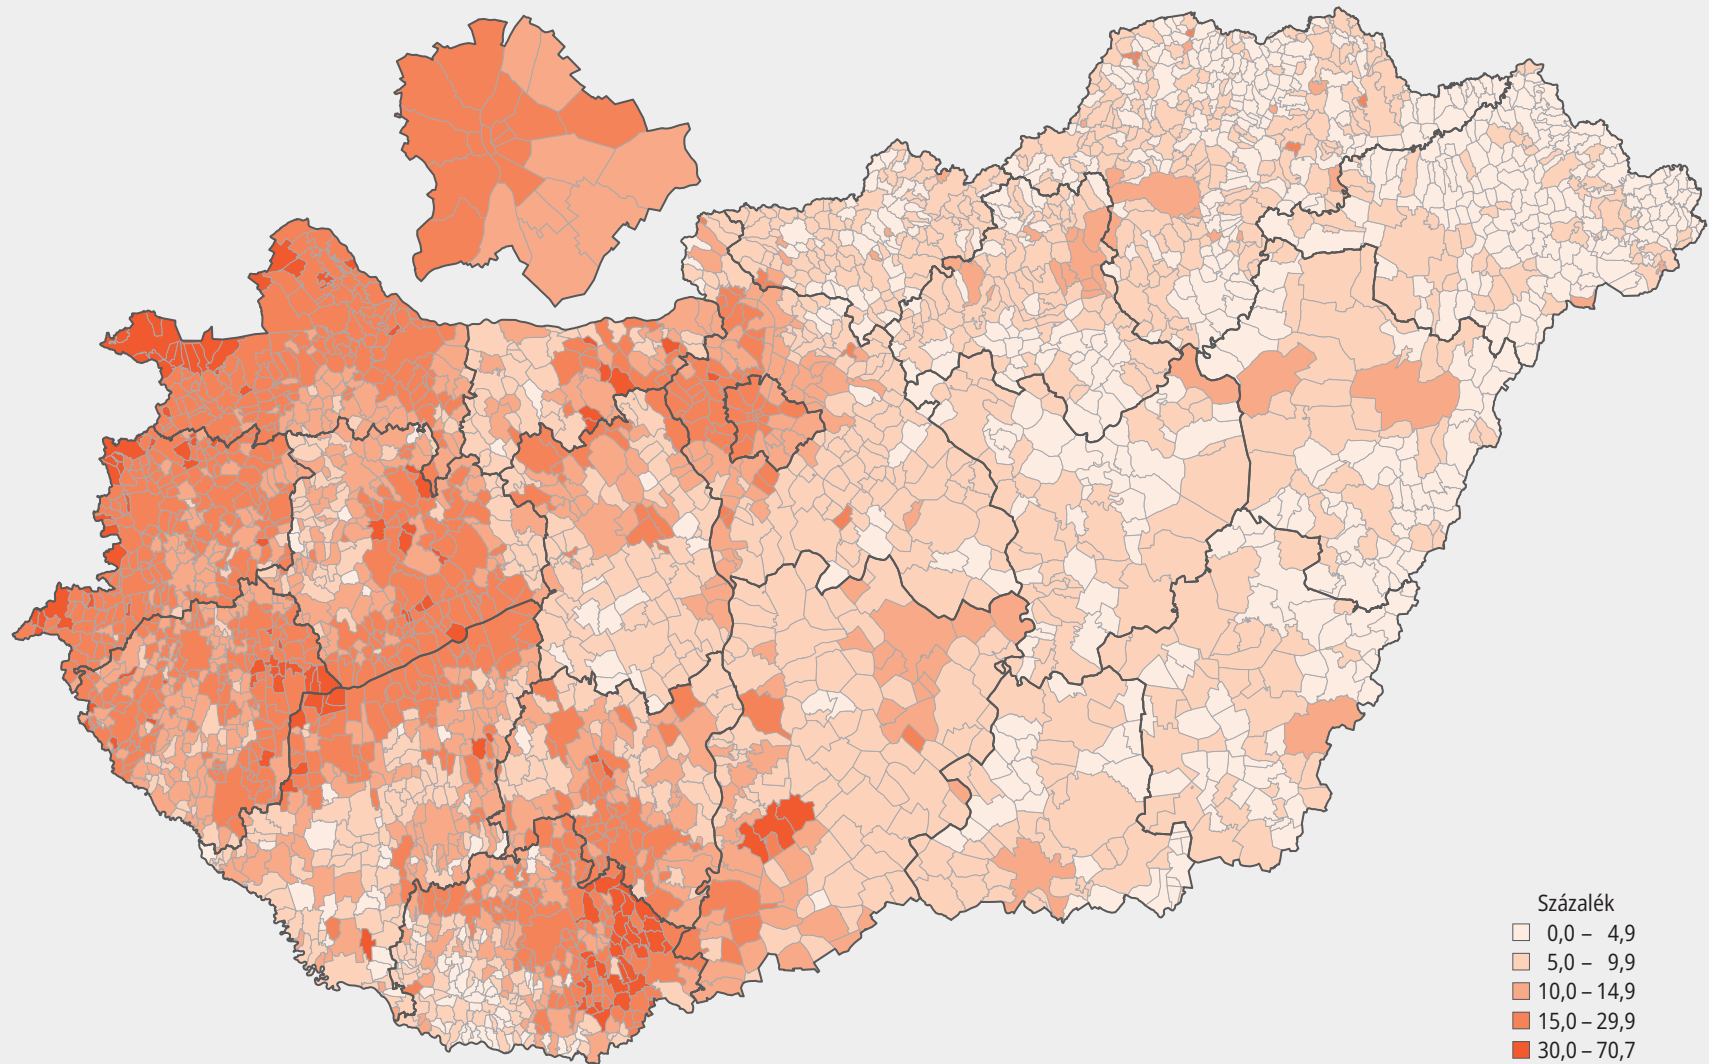 Százalék
0,0 – 4,9
5,0 – 9,9
10,0 – 14,9
15,0 – 29,9
30,0 – 70,7